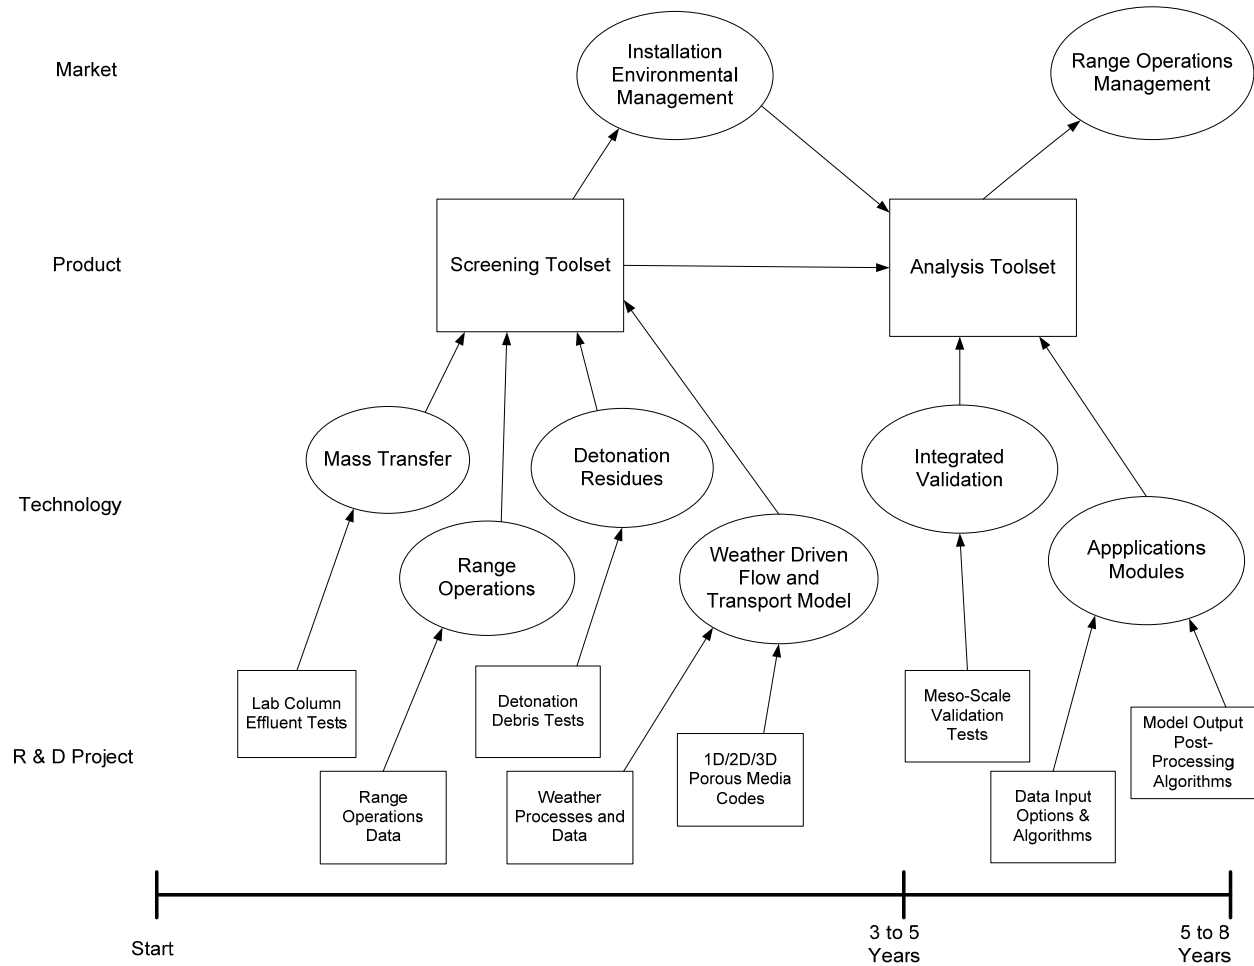 Market
Installation
Environmental
Management
Range Operations
Management
Product
Screening Toolset
Analysis Toolset
Technology
Mass Transfer
Range
Operations
Detonation
Residues
Weather Driven
Flow and
Transport Model
Integrated
Validation
Appplications
Modules
R & D Project
Lab Column
Effluent Tests
Range
Operations
Data
Detonation
Debris Tests
Weather
Processes and
Data
1D/2D/3D
Porous Media
Codes
Meso-Scale
Validation
Tests
Data Input
Options &
Algorithms
Model Output
Post-
Processing
Algorithms
Start
3 to 5
Years
5 to 8
Years